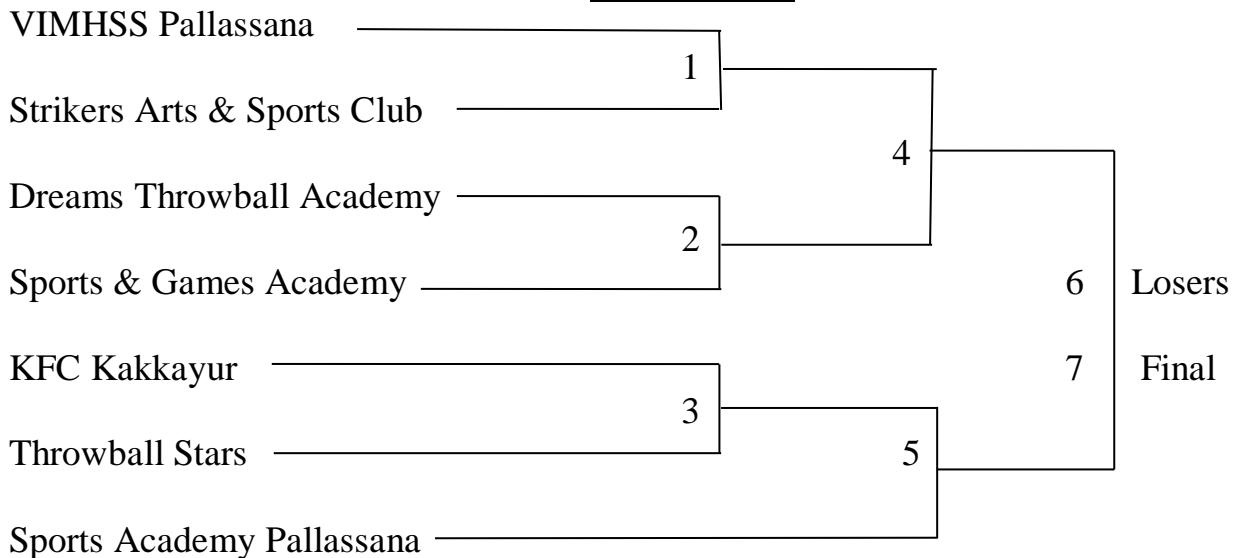 VIMHSS Pallassana
1
Strikers Arts & Sports Club
4
Dreams Throwball Academy
2
Sports & Games Academy
6 Losers
KFC Kakkayur
7 Final
3
Throwball Stars
5
Sports Academy Pallassana